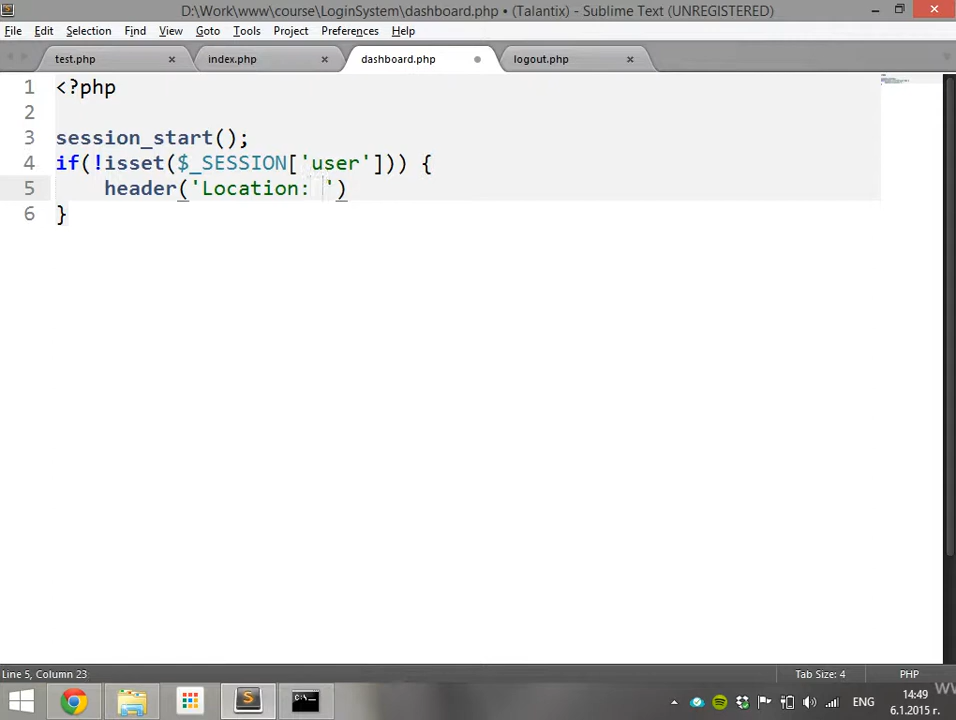 D:\Work\www\course\LoginSystem\dashboard.php • (Talantix) - Sublime Text (UNREGISTERED)
File Edit Selection Find View Goto Tools Project Preferences Help
test.php index.php dashboard.php logout.php
1 <?php
2
3 session_start();
4 if(!isset($_SESSION['user'])) {
5 header('Location: ')
6 }
Line 5, Column 23 Tab Size: 4 PHP
ЕНГ 14:49
6.1.2015 г.